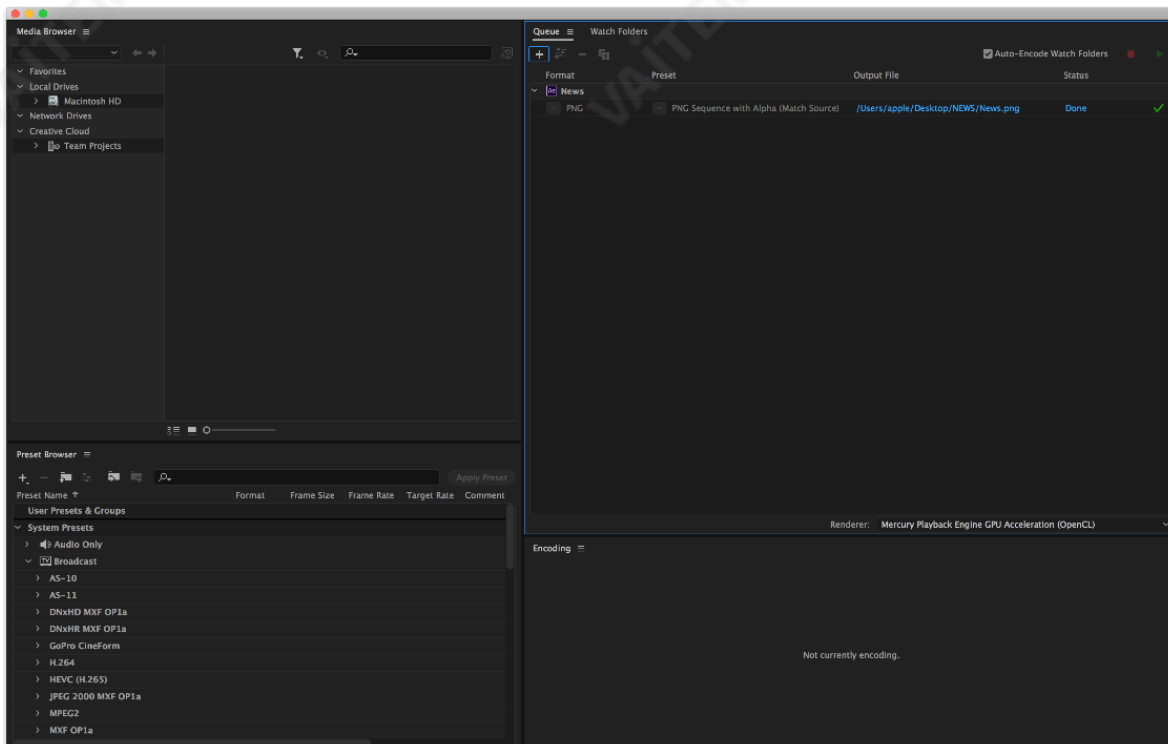 Media Browser
Favorites
Local Drives
Macintosh HD
Network Drives
Creative Cloud
Team Projects
Queue Watch Folders
Auto-Encode Watch Folders
Format Preset Output File Status
Ae News
PNG PNG Sequence with Alpha (Match Source) /Users/apple/Desktop/NEWS/News.png Done
Renderer: Mercury Playback Engine GPU Acceleration (OpenCL)
Preset Browser
Apply Preset
Preset Name Format Frame Size Frame Rate Target Rate Comment
User Presets & Groups
System Presets
Audio Only
TV Broadcast
AS-10
AS-11
DNxHD MXF OP1a
DNxHR MXF OP1a
GoPro CineForm
H.264
HEVC (H.265)
JPEG 2000 MXF OP1a
MPEG2
MXF OP1a
Encoding
Not currently encoding.